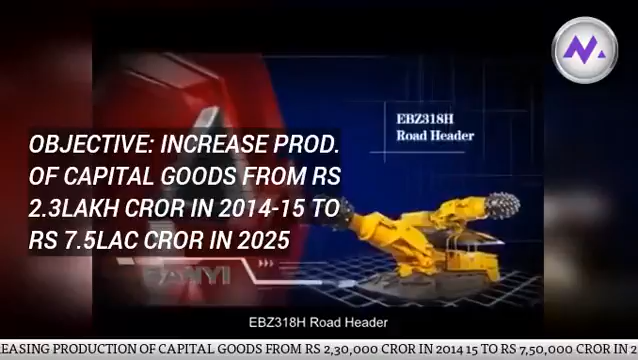 EBZ318H
Road Header
OBJECTIVE: INCREASE PROD.
OF CAPITAL GOODS FROM RS
2.3LAKH CROR IN 2014-15 TO
RS 7.5LAC CROR IN 2025
SANYI
EBZ318H Road Header
EASING PRODUCTION OF CAPITAL GOODS FROM RS 2,30,000 CROR IN 2014 15 TO RS 7,50,000 CROR IN 2